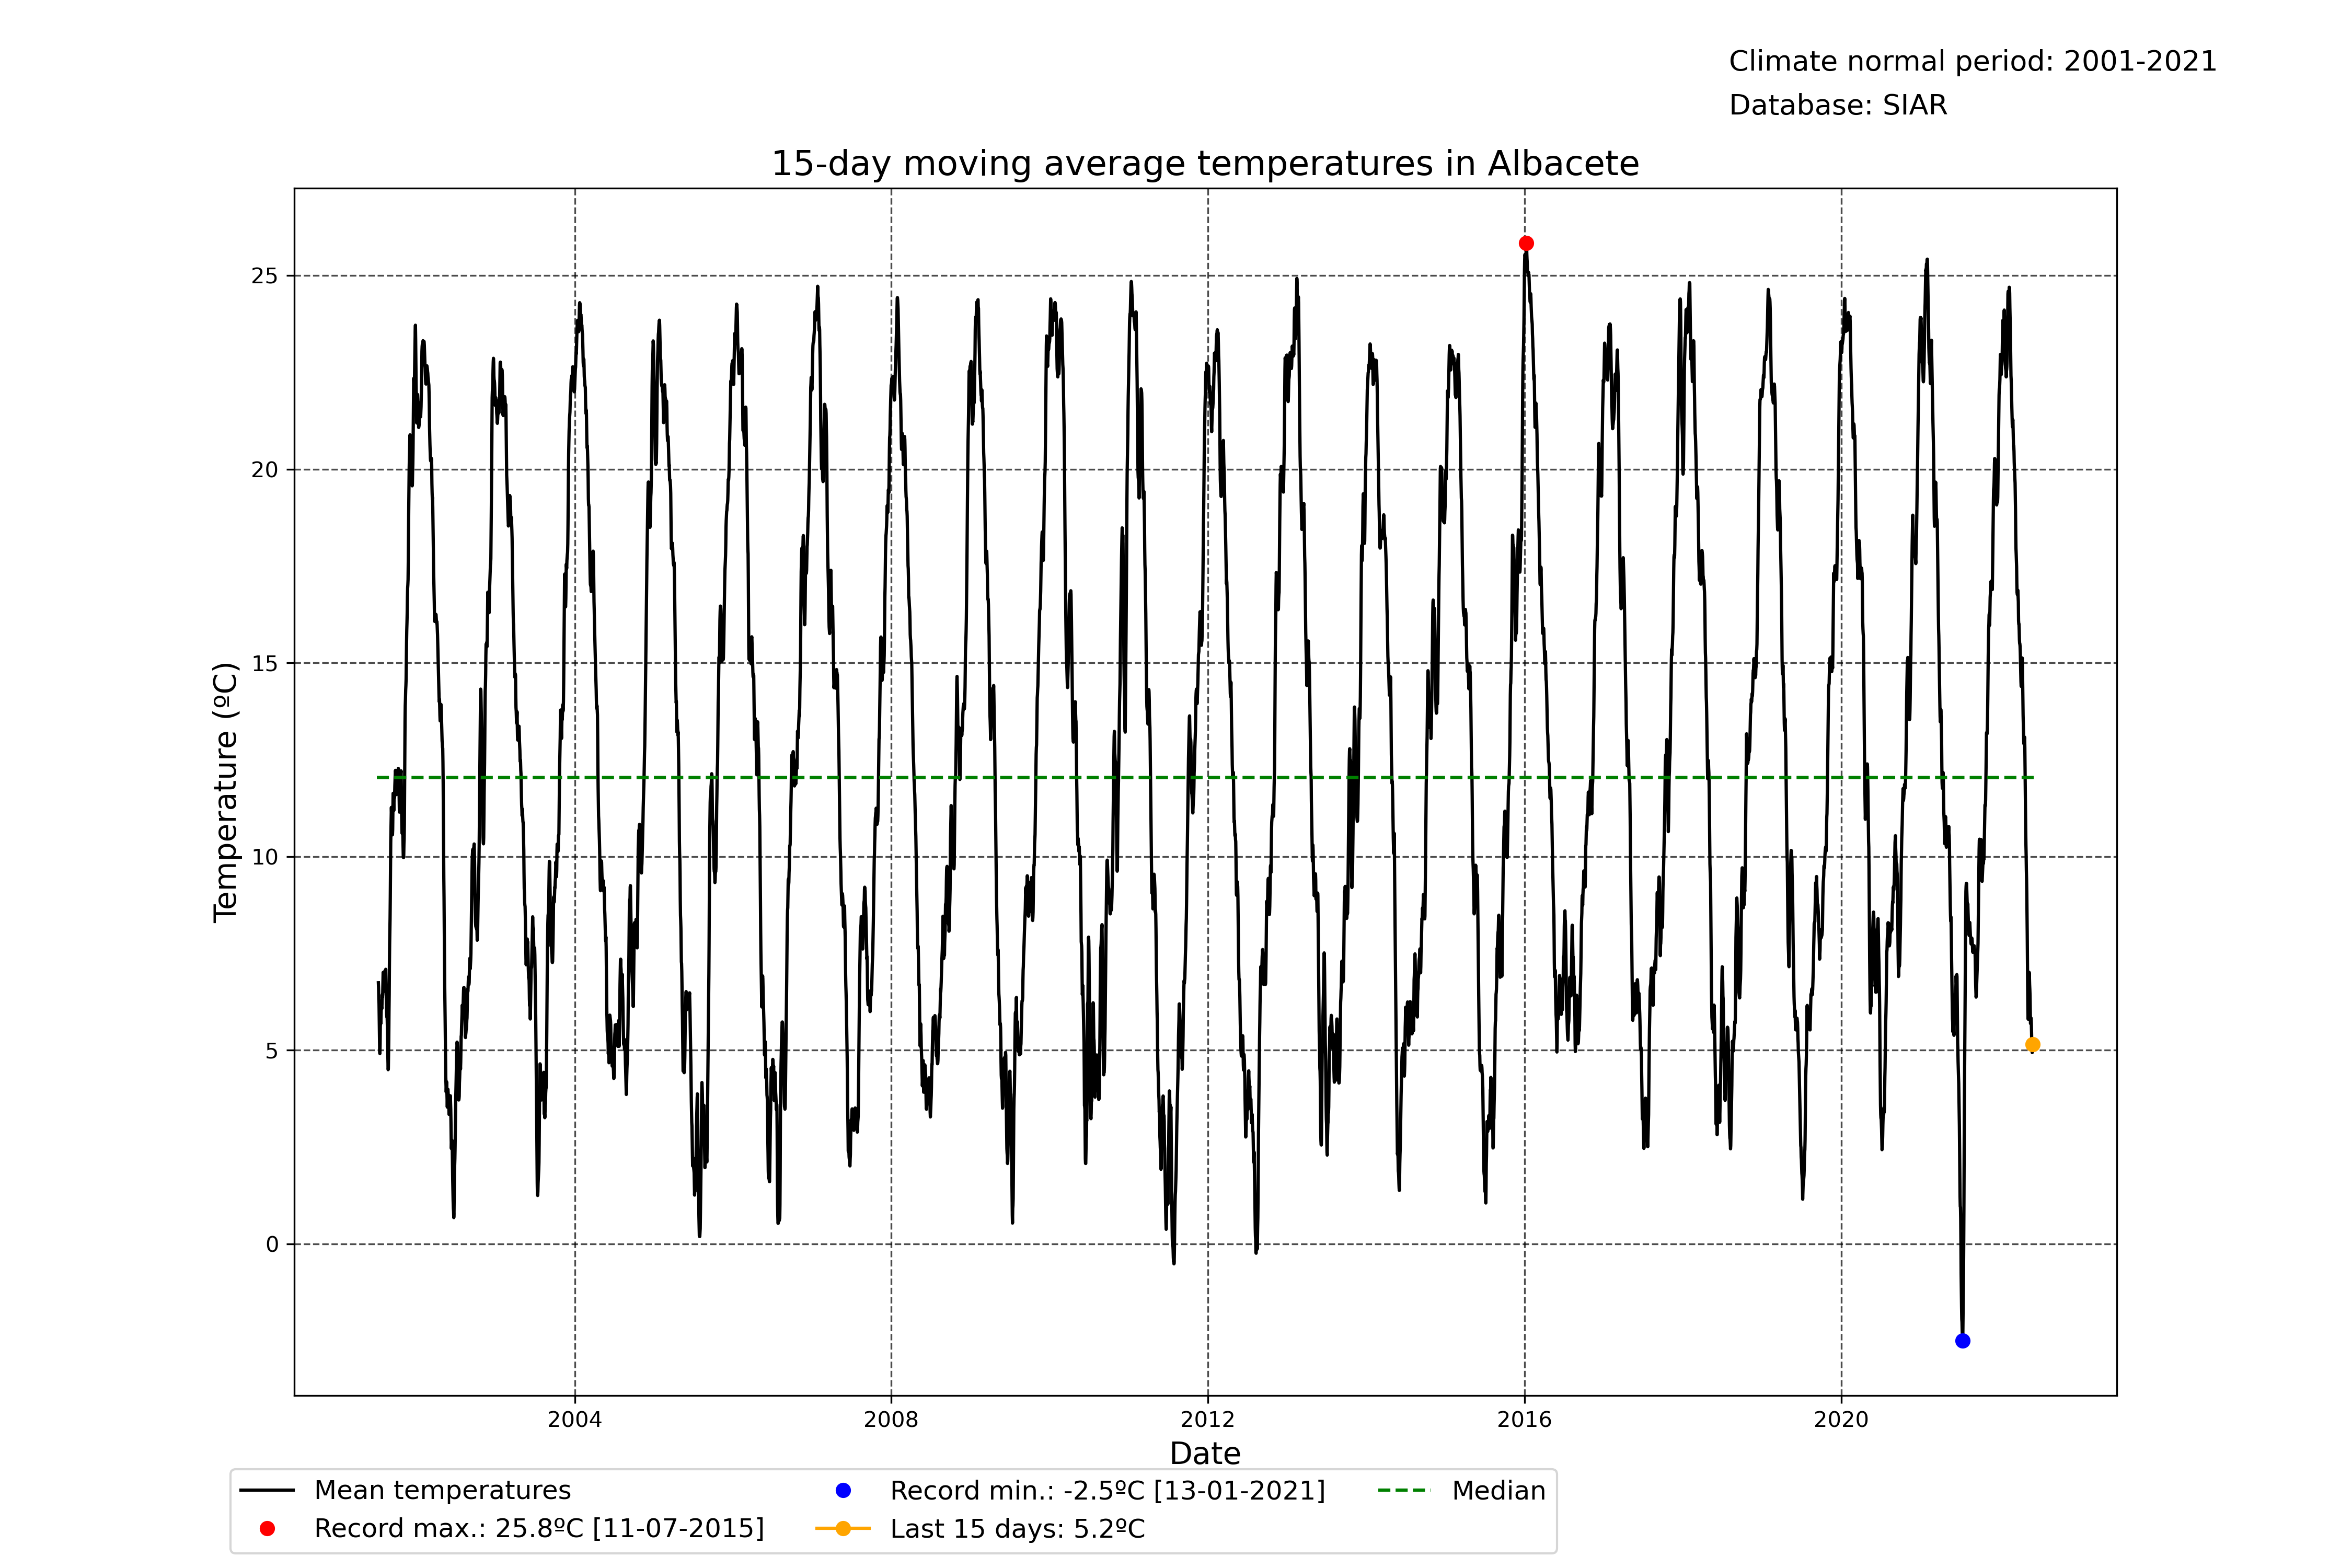 Climate normal period: 2001-2021
Database: SIAR
15-day moving average temperatures in Albacete
25
20
15
10
5
0
Temperature (ºC)
2004 2008 2012 2016 2020
Date
Mean temperatures
Record max.: 25.8ºC [11-07-2015]
Record min.: -2.5ºC [13-01-2021]
Last 15 days: 5.2ºC
Median